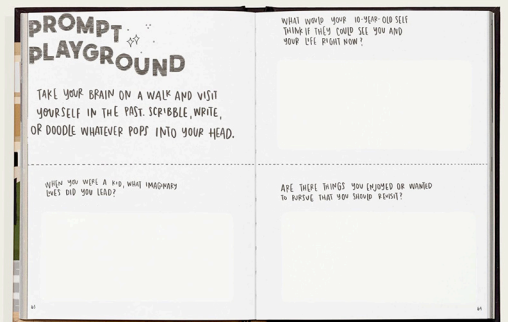 PROMPT
PLAYGROUND
TAKE YOUR BRAIN ON A WALK AND VISIT
YOURSELF IN THE PAST. SCRIBBLE, WRITE,
OR DOODLE WHATEVER POPS INTO YOUR HEAD.
WHAT WOULD YOUR 10-YEAR-OLD SELF
THINK IF THEY COULD SEE YOU AND
YOUR LIFE RIGHT NOW?
WHEN YOU WERE A KID, WHAT IMAGINARY
LIVES DID YOU LEAD?
ARE THERE THINGS YOU ENJOYED OR WANTED
TO PURSUE THAT YOU SHOULD REVISIT?